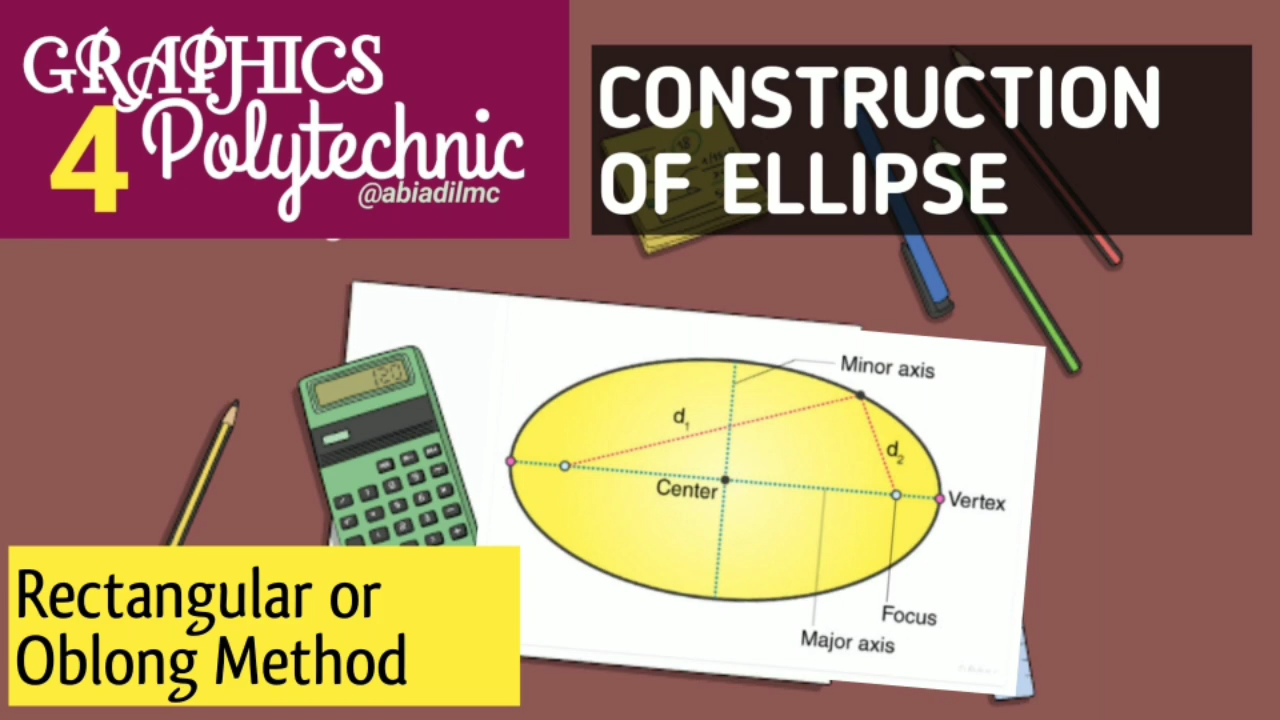 GRAPHICS
4 Polytechnic
@abiadilmc
CONSTRUCTION
OF ELLIPSE
120
Minor axis
d1
d2
Center
Vertex
Focus
Major axis
Rectangular or
Oblong Method